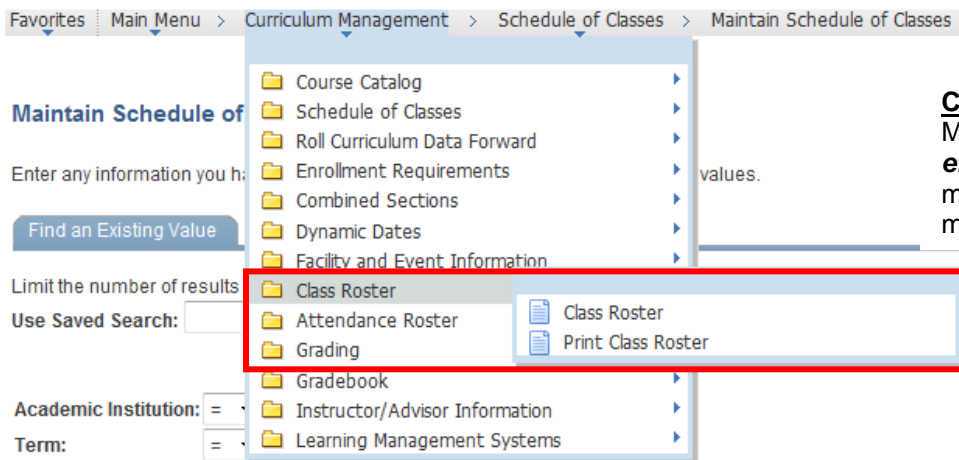 Favorites Main Menu > Curriculum Management > Schedule of Classes > Maintain Schedule of Classes
Course Catalog
Maintain Schedule of
Schedule of Classes
Roll Curriculum Data Forward
Enter any information you
Enrollment Requirements
values.
Combined Sections
Find an Existing Value
Dynamic Dates
Facility and Event Information
Limit the number of results
Class Roster
Class Roster
Use Saved Search:
Attendance Roster
Print Class Roster
Grading
Gradebook
Academic Institution: =
Instructor/Advisor Information
Term: =
Learning Management Systems